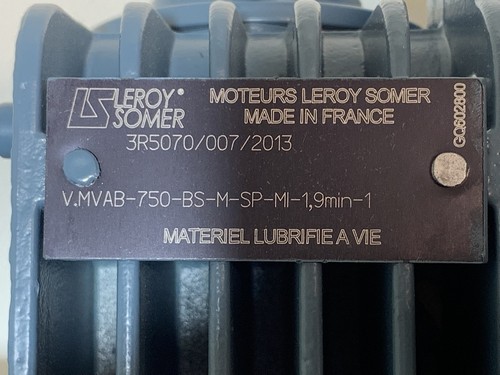 LEROY®
SOMER
MOTEURS LEROY SOMER
MADE IN FRANCE
3R5070/007/2013
V.MVAB-750-BS-M-SP-MI-1,9min-1
MATERIEL LUBRIFIE A VIE
GQ602800